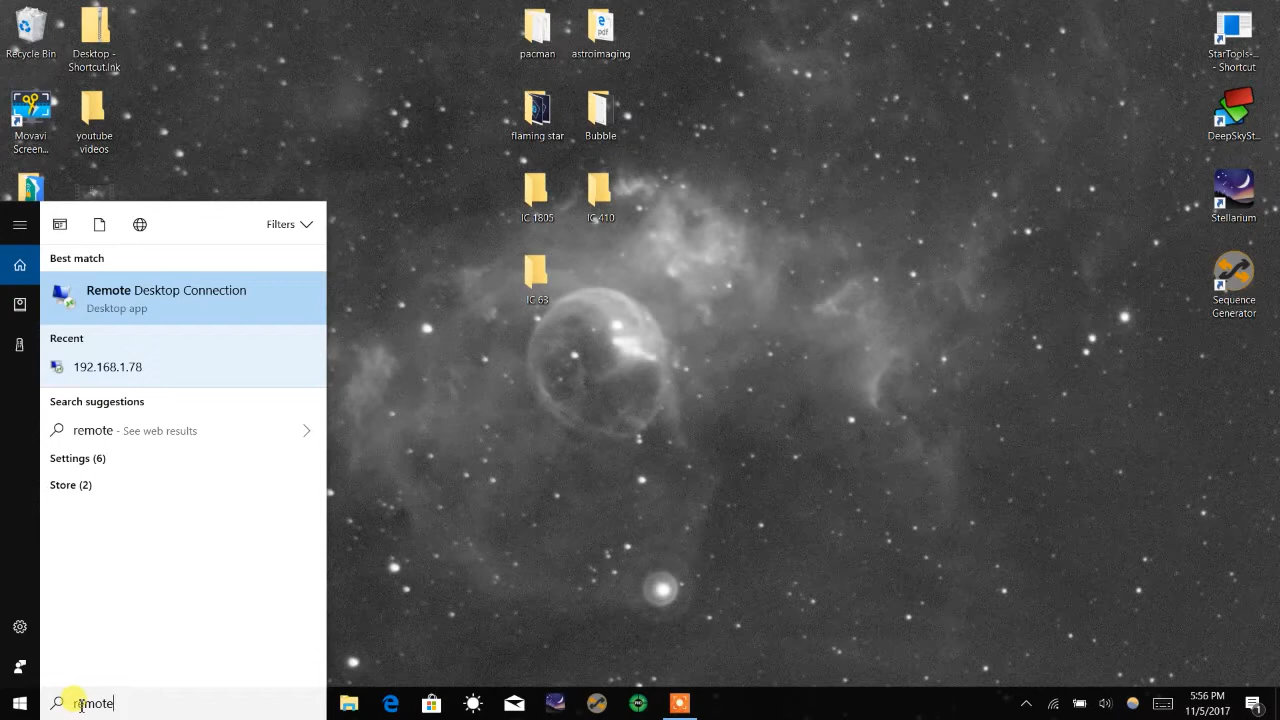 Recycle Bin
Desktop -
Shortcut.lnk
pacman
astroimaging
StarTools-...
- Shortcut
Movavi
Screen...
youtube
videos
flaming star
Bubble
DeepSkySt...
IC 1805
IC 410
Stellarium
IC 63
Sequence
Generator
Filters
Best match
Remote Desktop Connection
Desktop app
Recent
192.168.1.78
Search suggestions
remote - See web results
Settings (6)
Store (2)
remote
5:56 PM
11/5/2017
1